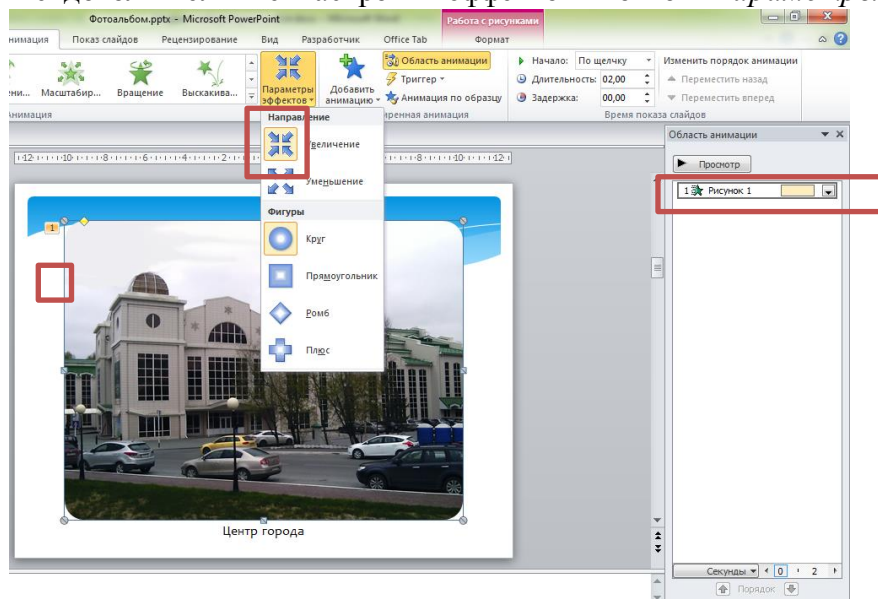 Фотоальбом.pptx - Microsoft PowerPoint
Работа с рисунками
Показ слайдов Рецензирование Вид Разработчик Office Tab Формат
Масштабир... Вращение Выскакива...
Параметры эффектов
Добавить анимацию
Область анимации
Триггер
Анимация по образцу
Начало: По щелчку
Длительность: 02,00
Задержка: 00,00
Изменить порядок анимации
Переместить назад
Переместить вперед
Время показа слайдов
Направление
Увеличение
Уменьшение
Фигуры
Круг
Прямоугольник
Ромб
Плюс
Область анимации
Просмотр
1 Рисунок 1
1
Центр города
Секунды 0 2
Порядок